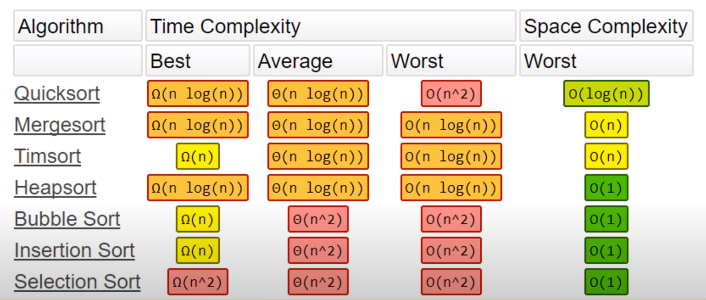 Algorithm Time Complexity Space Complexity
Best Average Worst Worst
Quicksort Ω(n log(n)) Θ(n log(n)) O(n^2) O(log(n))
Mergesort Ω(n log(n)) Θ(n log(n)) O(n log(n)) O(n)
Timsort Ω(n) Θ(n log(n)) O(n log(n)) O(n)
Heapsort Ω(n log(n)) Θ(n log(n)) O(n log(n)) O(1)
Bubble Sort Ω(n) Θ(n^2) O(n^2) O(1)
Insertion Sort Ω(n) Θ(n^2) O(n^2) O(1)
Selection Sort Ω(n^2) Θ(n^2) O(n^2) O(1)